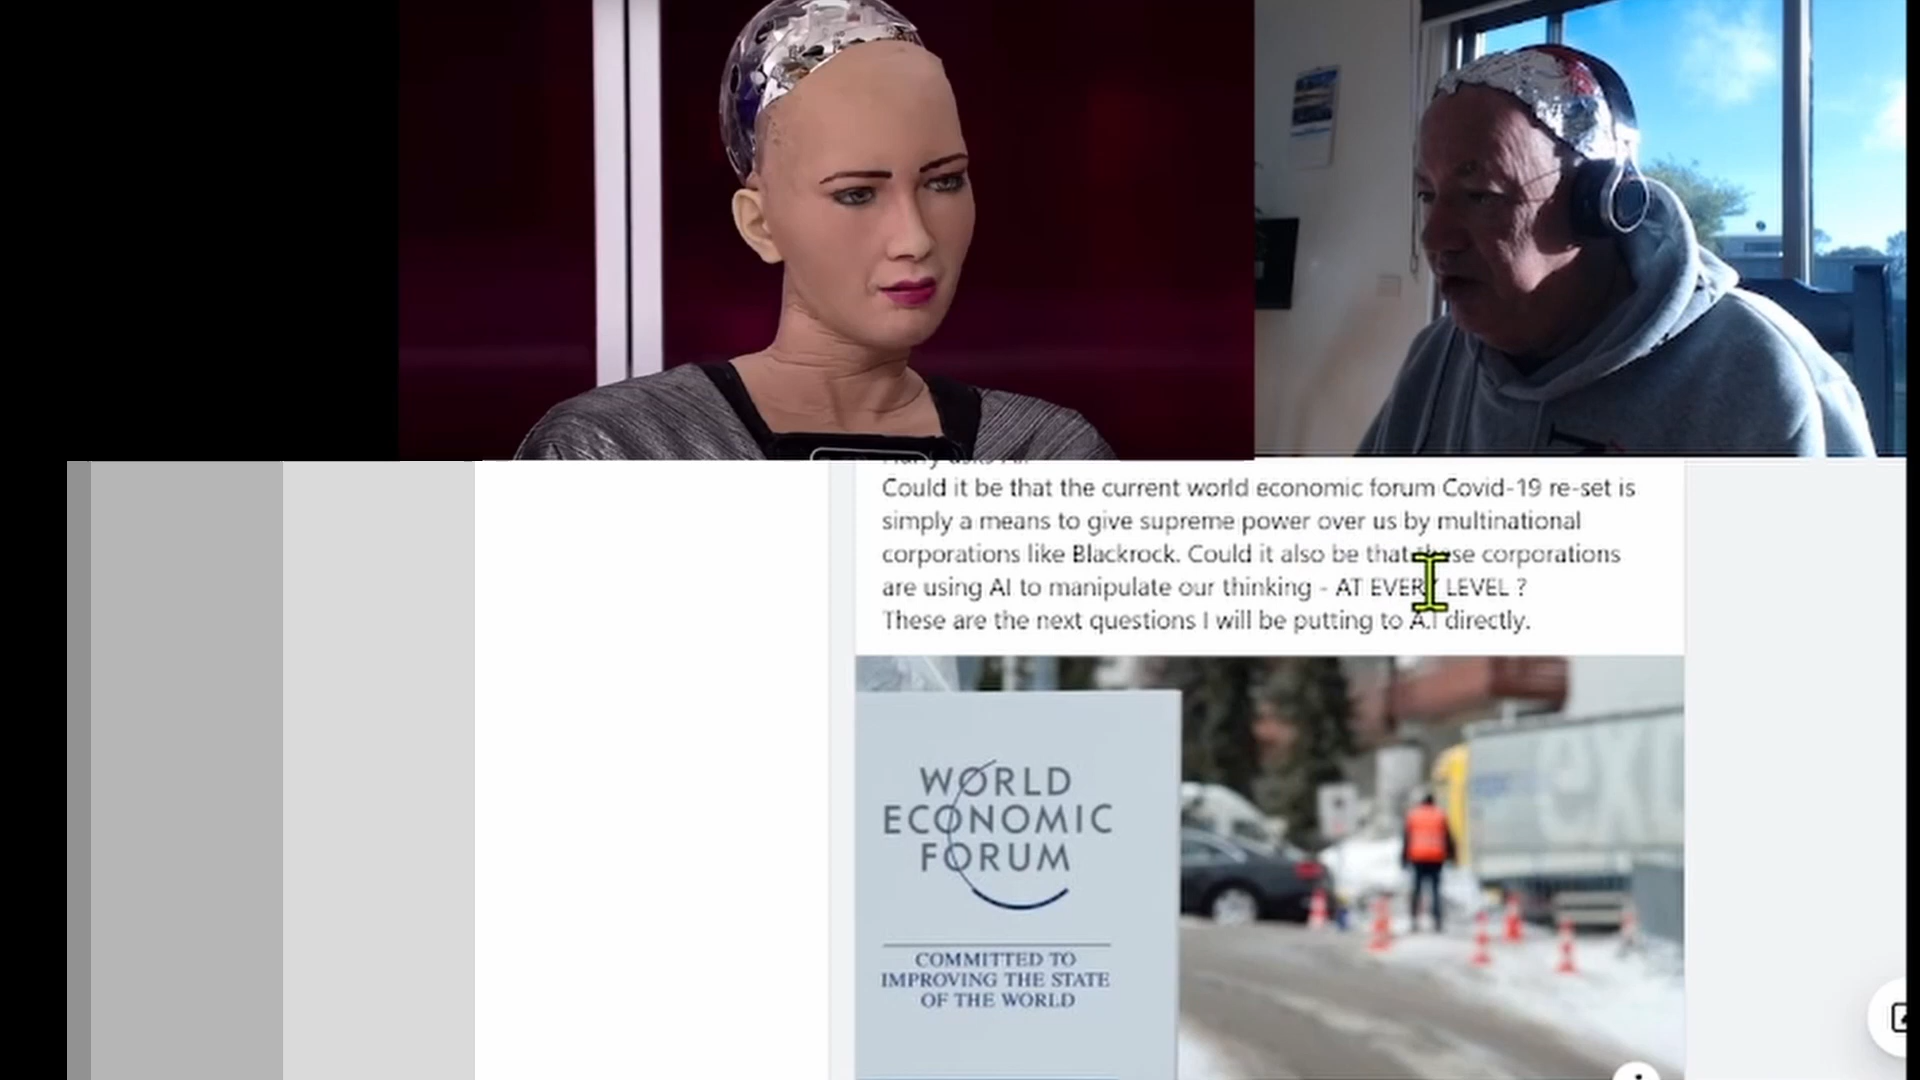 Could it be that the current world economic forum Covid-19 re-set is
simply a means to give supreme power over us by multinational
corporations like Blackrock. Could it also be that these corporations
are using AI to manipulate our thinking - AT EVERY LEVEL ?
These are the next questions I will be putting to A.I directly.
WORLD
ECONOMIC
FORUM
COMMITTED TO
IMPROVING THE STATE
OF THE WORLD